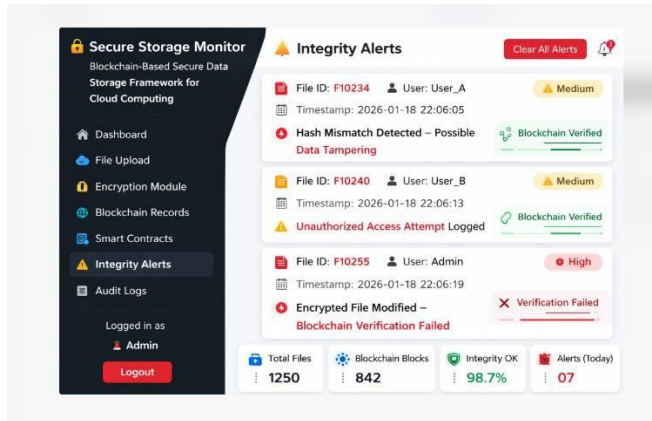 Secure Storage Monitor
Blockchain-Based Secure Data
Storage Framework for
Cloud Computing
Dashboard
File Upload
Encryption Module
Blockchain Records
Smart Contracts
Integrity Alerts
Audit Logs
Logged in as
Admin
Logout
Integrity Alerts
Clear All Alerts
File ID: F10234 User: User_A Medium
Timestamp: 2026-01-18 22:06:05
Hash Mismatch Detected – Possible
Data Tampering
Blockchain Verified
File ID: F10240 User: User_B Medium
Timestamp: 2026-01-18 22:06:13
Unauthorized Access Attempt Logged
Blockchain Verified
File ID: F10255 User: Admin High
Timestamp: 2026-01-18 22:06:19
Encrypted File Modified –
Blockchain Verification Failed
Verification Failed
Total Files
1250
Blockchain Blocks
842
Integrity OK
98.7%
Alerts (Today)
07